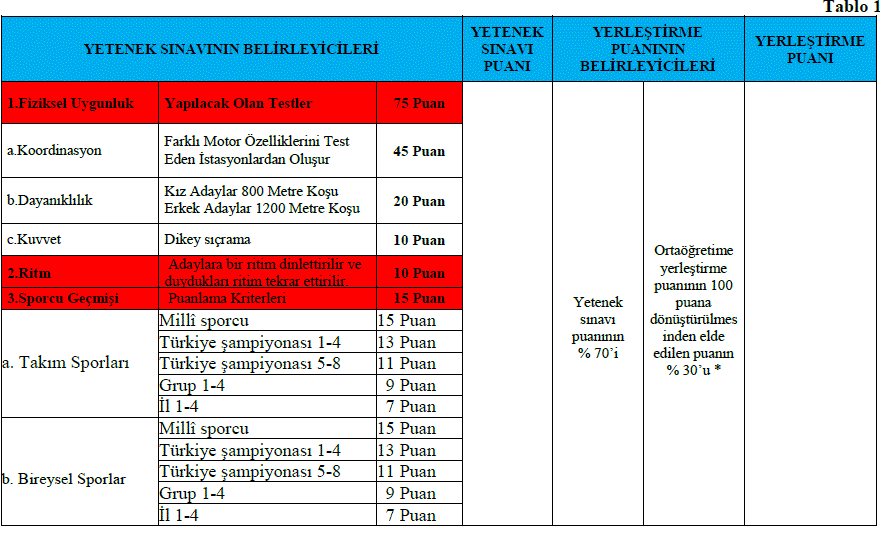 Tablo 1
YETENEK SINAVININ BELİRLEYİCİLERİ
YETENEK
SINAVI
PUANI
YERLEŞTİRME
PUANININ
BELİRLEYİCİLERİ
YERLEŞTİRME
PUANI
1.Fiziksel Uygunluk
Yapılacak Olan Testler
75 Puan
a.Koordinasyon
Farklı Motor Özelliklerini Test
Eden İstasyonlardan Oluşur
45 Puan
b.Dayanıklılık
Kız Adaylar 800 Metre Koşu
Erkek Adaylar 1200 Metre Koşu
20 Puan
c.Kuvvet
Dikey sıçrama
10 Puan
2.Ritm
Adaylara bir ritim dinlettirilir ve
duydukları ritim tekrar ettirilir.
10 Puan
3.Sporcu Geçmişi
Puanlama Kriterleri
15 Puan
a. Takım Sporları
Millî sporcu
15 Puan
Türkiye şampiyonası 1-4
13 Puan
Türkiye şampiyonası 5-8
11 Puan
Grup 1-4
9 Puan
İl 1-4
7 Puan
b. Bireysel Sporlar
Millî sporcu
15 Puan
Türkiye şampiyonası 1-4
13 Puan
Türkiye şampiyonası 5-8
11 Puan
Grup 1-4
9 Puan
İl 1-4
7 Puan
Yetenek
sınavı
puanının
% 70’i
Ortaöğretime
yerleştirme
puanının 100
puana
dönüştürülmes
inden elde
edilen puanın
% 30’u *